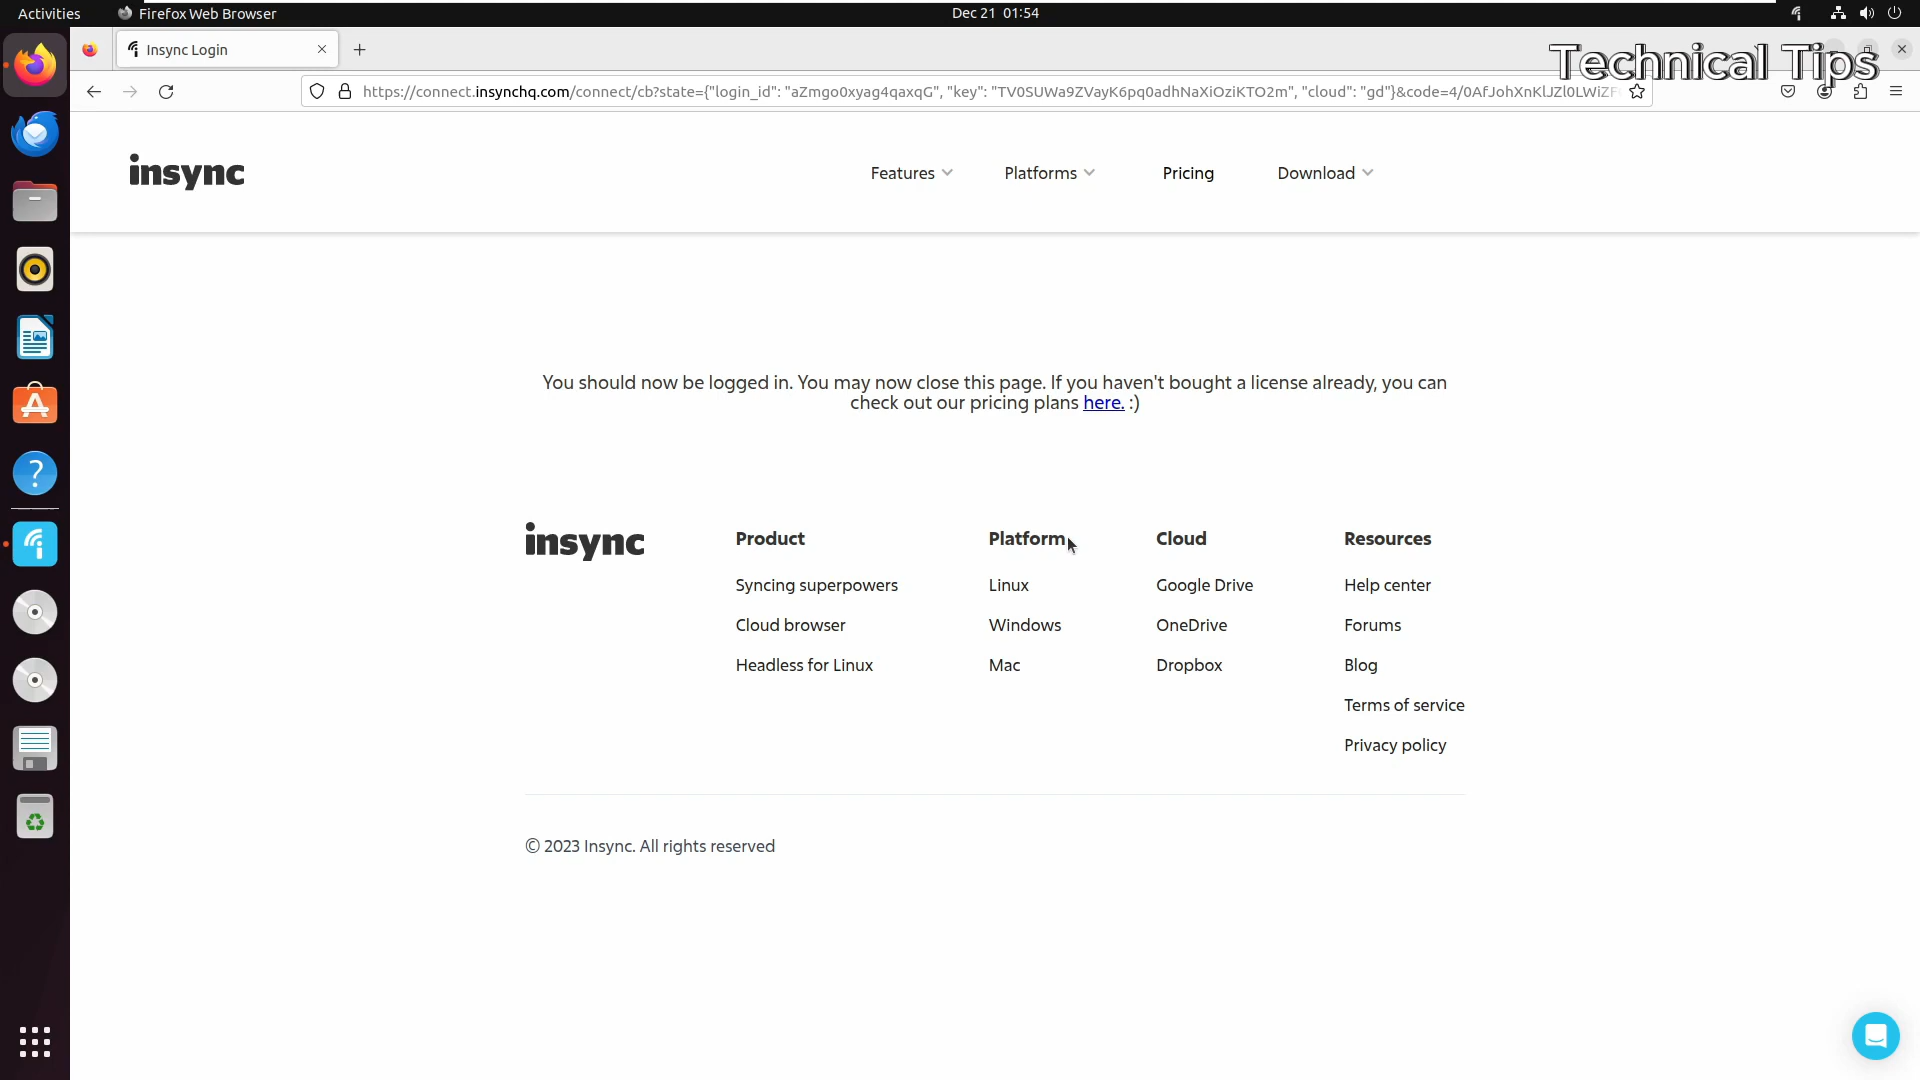 Activities
Firefox Web Browser
Dec 21 01:54
Insync Login
Technical Tips
https://connect.insynchq.com/connect/cb?state={"login_id": "aZmgo0xyag4qaxqG", "key": "TV0SUWa9ZVayK6pq0adhNaXiOziKTO2m", "cloud": "gd"}&code=4/0AfJohXnKlJZl0LWiZF
insync
Features
Platforms
Pricing
Download
You should now be logged in. You may now close this page. If you haven't bought a license already, you can
check out our pricing plans here. :)
insync
Product
Syncing superpowers
Cloud browser
Headless for Linux
Platform
Linux
Windows
Mac
Cloud
Google Drive
OneDrive
Dropbox
Resources
Help center
Forums
Blog
Terms of service
Privacy policy
© 2023 Insync. All rights reserved